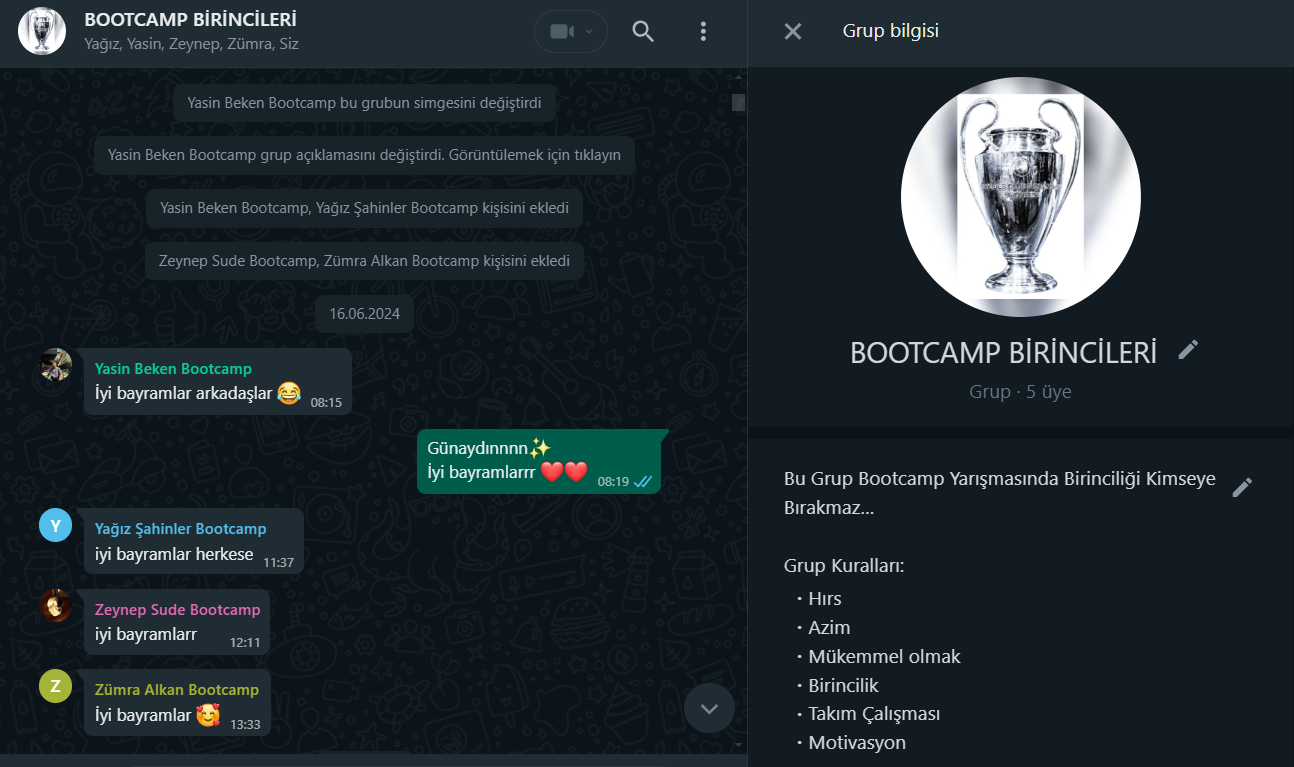 BOOTCAMP BİRİNCİLERİ
Yağız, Yasin, Zeynep, Zümra, Siz
Yasin Beken Bootcamp bu grubun simgesini değiştirdi
Yasin Beken Bootcamp grup açıklamasını değiştirdi. Görüntülemek için tıklayın
Yasin Beken Bootcamp, Yağız Şahinler Bootcamp kişisini ekledi
Zeynep Sude Bootcamp, Zümra Alkan Bootcamp kişisini ekledi
16.06.2024
Yasin Beken Bootcamp
İyi bayramlar arkadaşlar 😂 08:15
Günaydınnnn✨
İyi bayramlarrr ❤️❤️ 08:19
Y
Yağız Şahinler Bootcamp
iyi bayramlar herkese 11:37
Zeynep Sude Bootcamp
iyi bayramlarr 12:11
Z
Zümra Alkan Bootcamp
İyi bayramlar 🥰 13:33
Grup bilgisi
BOOTCAMP BİRİNCİLERİ
Grup · 5 üye
Bu Grup Bootcamp Yarışmasında Birinciliği Kimseye
Bırakmaz...
Grup Kuralları:
• Hırs
• Azim
• Mükemmel olmak
• Birincilik
• Takım Çalışması
• Motivasyon